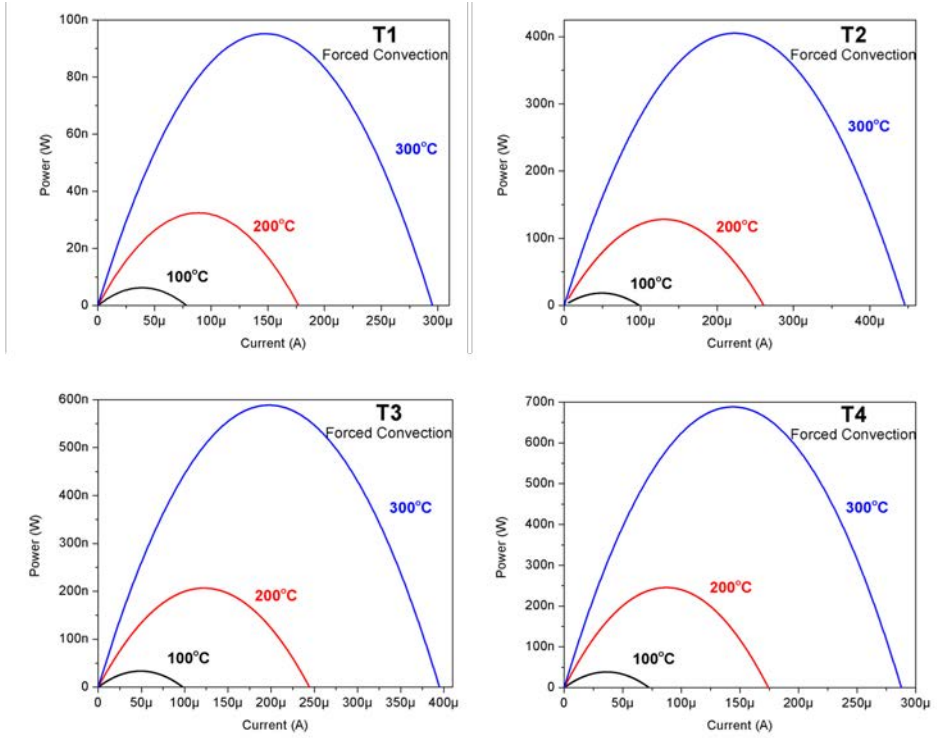 T1
Forced Convection
100n
80n
60n
40n
20n
0
Power (W)
300°C
200°C
100°C
0 50µ 100µ 150µ 200µ 250µ 300µ
Current (A)
T2
Forced Convection
400n
300n
200n
100n
0
Power (W)
300°C
200°C
100°C
0 100µ 200µ 300µ 400µ
Current (A)
T3
Forced Convection
600n
500n
400n
300n
200n
100n
0
Power (W)
300°C
200°C
100°C
0 50µ 100µ 150µ 200µ 250µ 300µ 350µ 400µ
Current (A)
T4
Forced Convection
700n
600n
500n
400n
300n
200n
100n
0
Power (W)
300°C
200°C
100°C
0 50µ 100µ 150µ 200µ 250µ 300µ
Current (A)